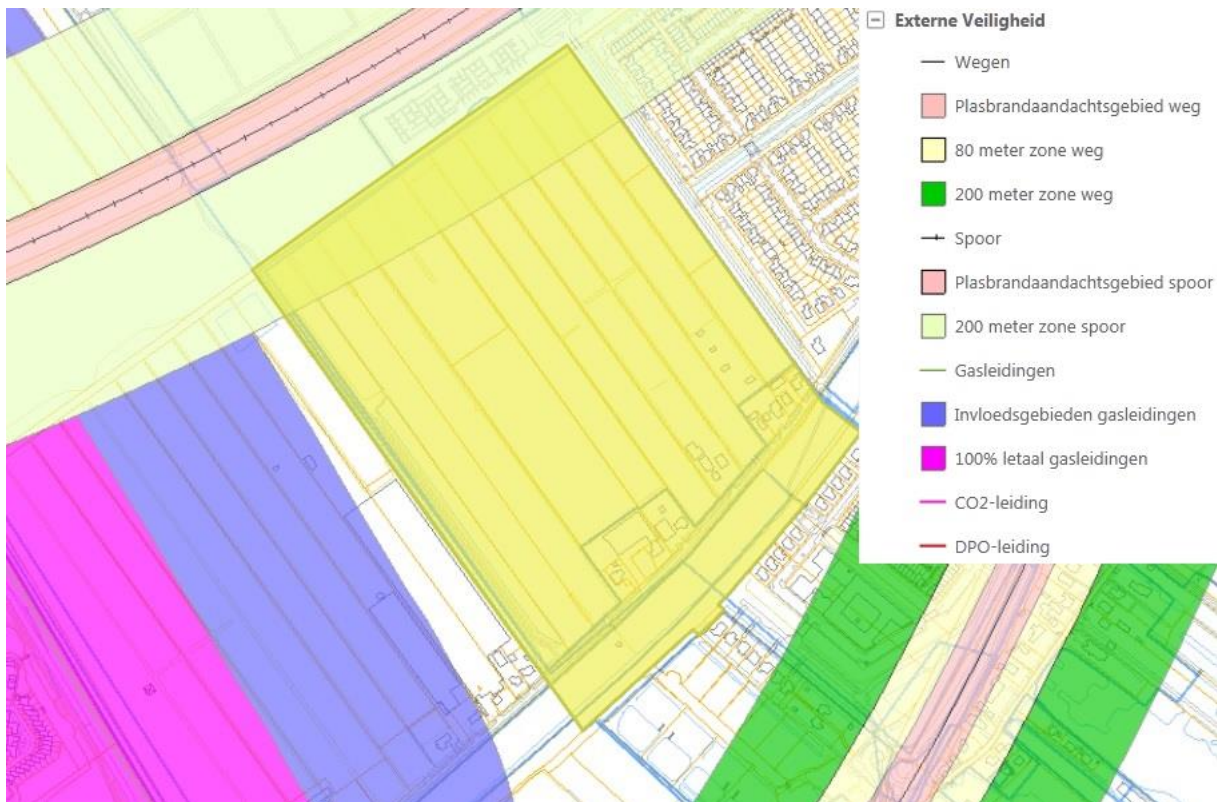 Externe Veiligheid
Wegen
Plasbrandaandachtsgebied weg
80 meter zone weg
200 meter zone weg
Spoor
Plasbrandaandachtsgebied spoor
200 meter zone spoor
Gasleidingen
Invloedsgebieden gasleidingen
100% letaal gasleidingen
CO2-leiding
DPO-leiding